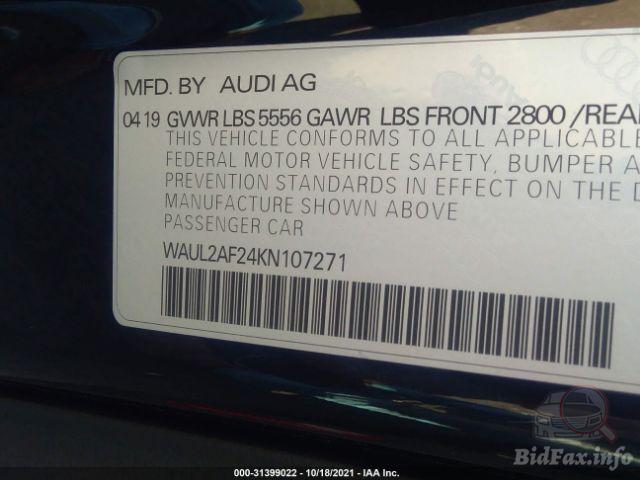 MFD. BY AUDI AG
04 19 GVWR LBS 5556 GAWR LBS FRONT 2800 /REAR
THIS VEHICLE CONFORMS TO ALL APPLICABLE
FEDERAL MOTOR VEHICLE SAFETY, BUMPER A
PREVENTION STANDARDS IN EFFECT ON THE D
MANUFACTURE SHOWN ABOVE
PASSENGER CAR
WAUL2AF24KN107271
BidFax.info
000-31399022 - 10/18/2021 - IAA Inc.